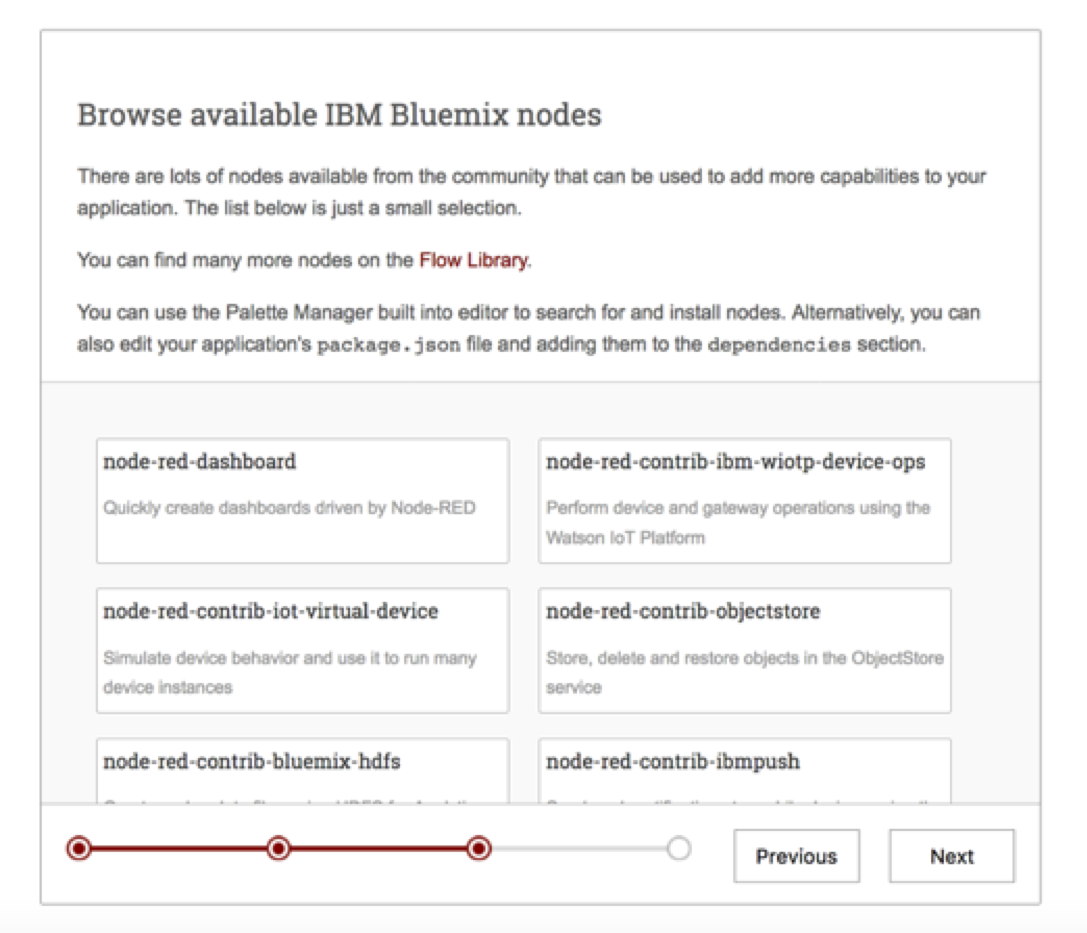 Browse available IBM Bluemix nodes
There are lots of nodes available from the community that can be used to add more capabilities to your
application. The list below is just a small selection.
You can find many more nodes on the Flow Library.
You can use the Palette Manager built into editor to search for and install nodes. Alternatively, you can
also edit your application's package.json file and adding them to the dependencies section.
node-red-dashboard
Quickly create dashboards driven by Node-RED
node-red-contrib-ibm-wiotp-device-ops
Perform device and gateway operations using the
Watson IoT Platform
node-red-contrib-iot-virtual-device
Simulate device behavior and use it to run many
device instances
node-red-contrib-objectstore
Store, delete and restore objects in the ObjectStore
service
node-red-contrib-bluemix-hdfs
node-red-contrib-ibmpush
Previous
Next